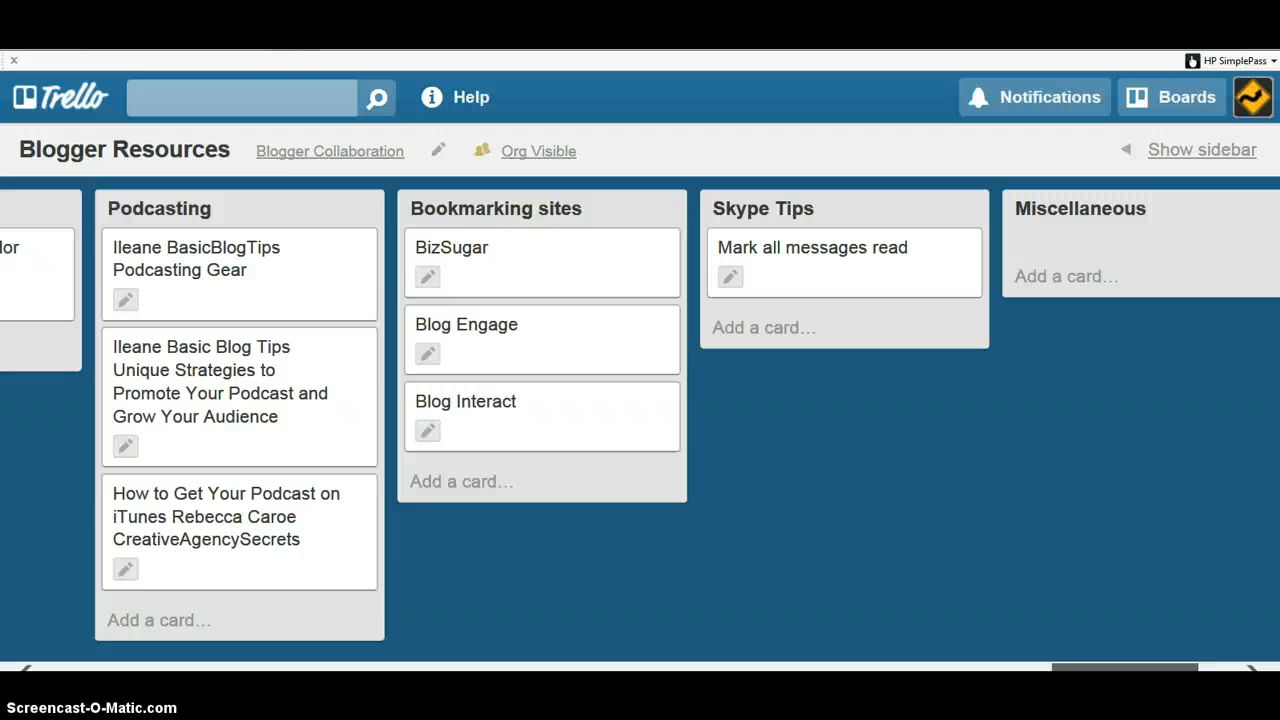 x
HP SimplePass
Trello
Help
Notifications
Boards
Blogger Resources
Blogger Collaboration
Org Visible
Show sidebar
lor
Podcasting
Ileane BasicBlogTips
Podcasting Gear
Ileane Basic Blog Tips
Unique Strategies to
Promote Your Podcast and
Grow Your Audience
How to Get Your Podcast on
iTunes Rebecca Caroe
CreativeAgencySecrets
Add a card…
Bookmarking sites
BizSugar
Blog Engage
Blog Interact
Add a card…
Skype Tips
Mark all messages read
Add a card…
Miscellaneous
Add a card…
Screencast-O-Matic.com